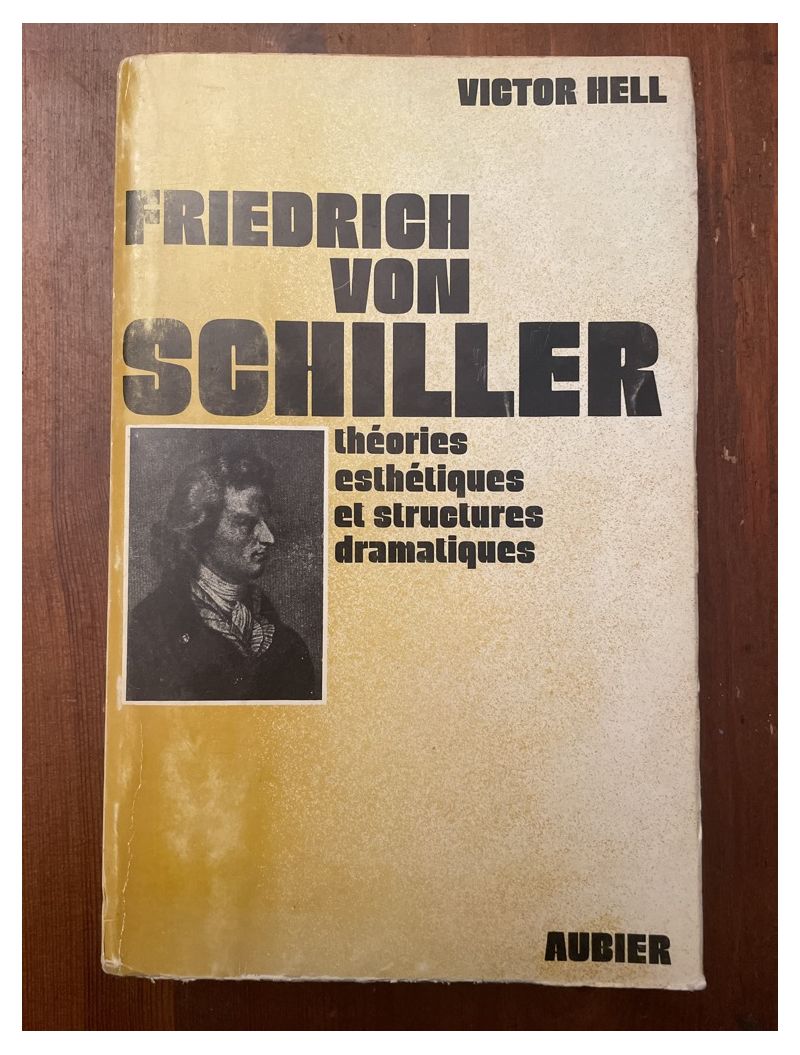 VICTOR HELL
FRIEDRICH
VON
SCHILLER
théories
esthétiques
et structures
dramatiques
AUBIER